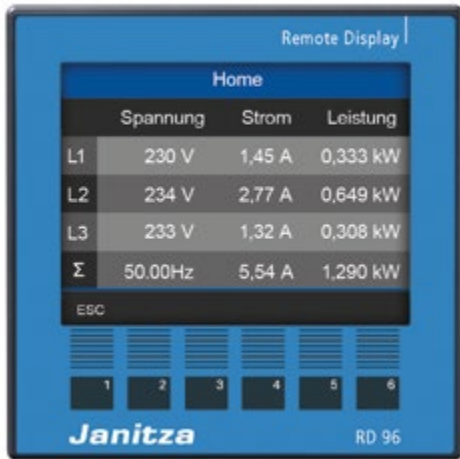 Remote Display
Home
Spannung Strom Leistung
L1 230 V 1,45 A 0,333 kW
L2 234 V 2,77 A 0,649 kW
L3 233 V 1,32 A 0,308 kW
Σ 50.00Hz 5,54 A 1,290 kW
ESC
1 2 3 4 5 6
Janitza RD 96